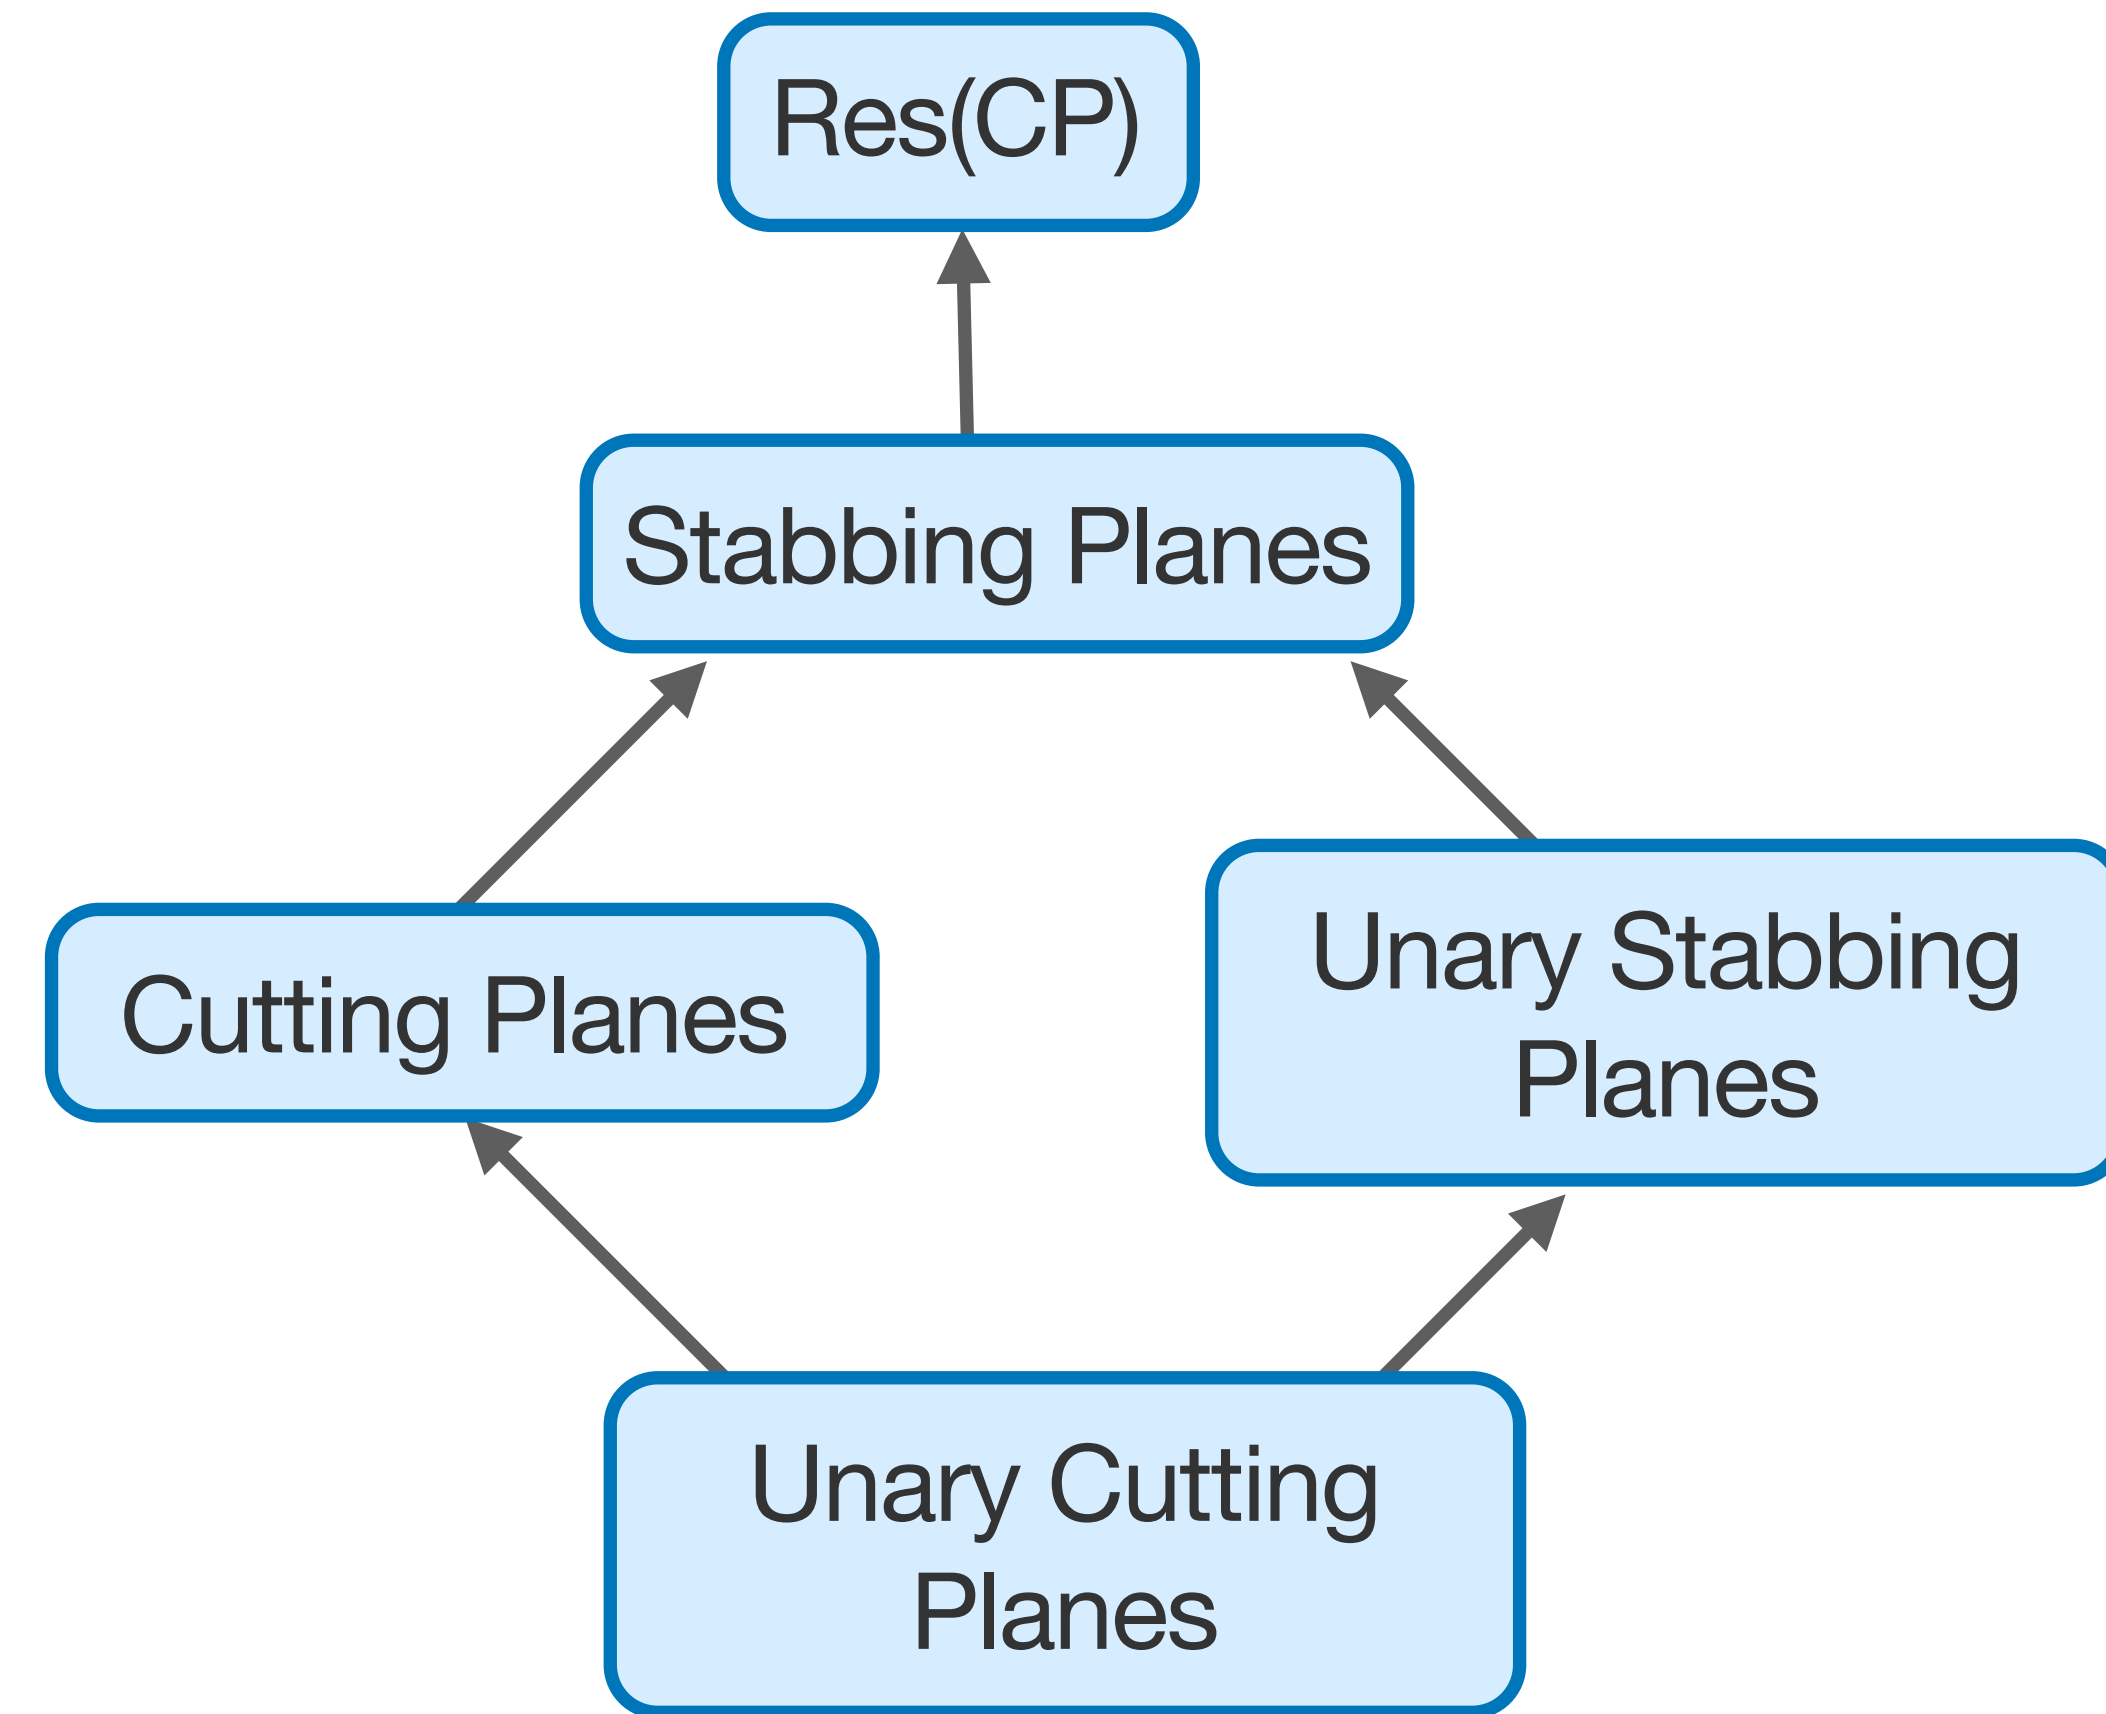 Res(CP)
Stabbing Planes
Cutting Planes
Unary Stabbing
Planes
Unary Cutting
Planes